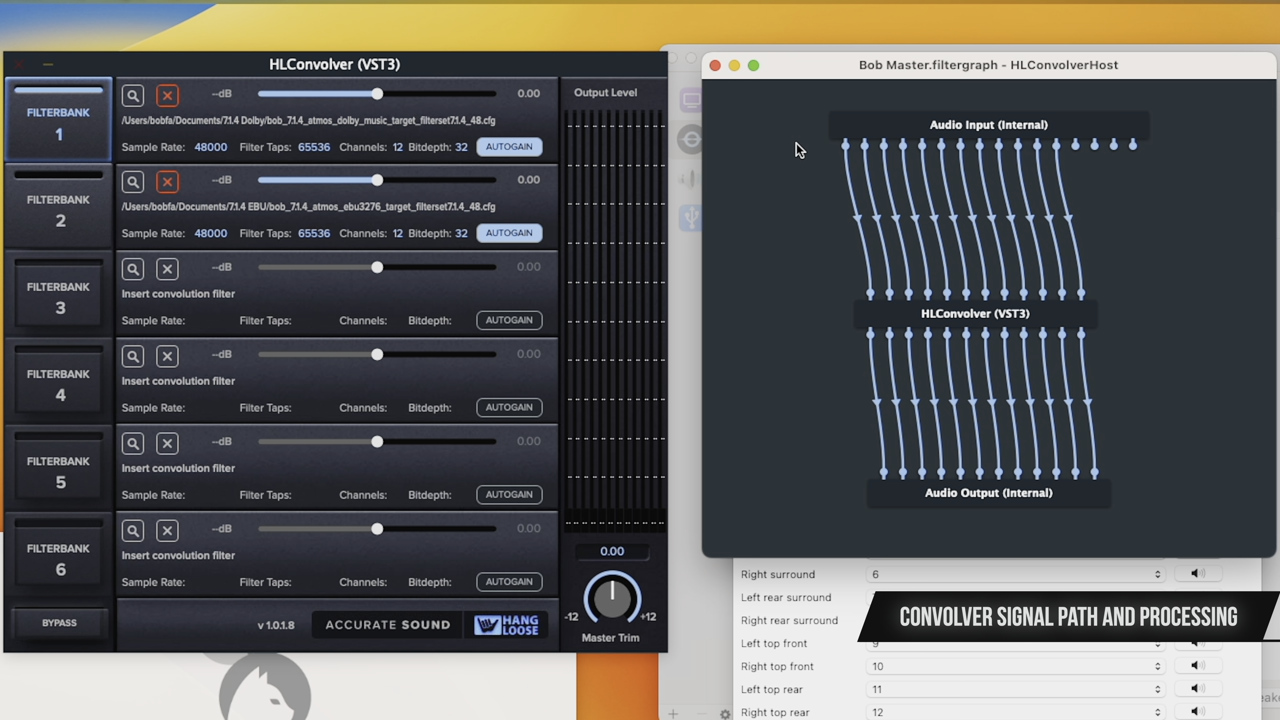 HLConvolver (VST3)
FILTERBANK
1
--dB
0.00
/Users/bobfa/Documents/7.1.4 Dolby/bob_7.1.4_atmos_dolby_music_target_filterset7.1.4_48.cfg
Sample Rate: 48000 Filter Taps: 65536 Channels: 12 Bitdepth: 32 AUTOGAIN
FILTERBANK
2
--dB
0.00
/Users/bobfa/Documents/7.1.4 EBU/bob_7.1.4_atmos_ebu3276_target_filterset7.1.4_48.cfg
Sample Rate: 48000 Filter Taps: 65536 Channels: 12 Bitdepth: 32 AUTOGAIN
FILTERBANK
3
--dB
0.00
Insert convolution filter
Sample Rate: Filter Taps: Channels: Bitdepth: AUTOGAIN
FILTERBANK
4
--dB
0.00
Insert convolution filter
Sample Rate: Filter Taps: Channels: Bitdepth: AUTOGAIN
FILTERBANK
5
--dB
0.00
Insert convolution filter
Sample Rate: Filter Taps: Channels: Bitdepth: AUTOGAIN
FILTERBANK
6
--dB
0.00
Insert convolution filter
Sample Rate: Filter Taps: Channels: Bitdepth: AUTOGAIN
BYPASS
v 1.0.1.8
ACCURATE SOUND
HANG
LOOSE
Output Level
0.00
-12 +12
Master Trim
Bob Master.filtergraph - HLConvolverHost
Audio Input (Internal)
HLConvolver (VST3)
Audio Output (Internal)
Right surround 6
Left rear surround
Right rear surround
CONVOLVER SIGNAL PATH AND PROCESSING
Left top front 9
Right top front 10
Left top rear 11
Right top rear 12